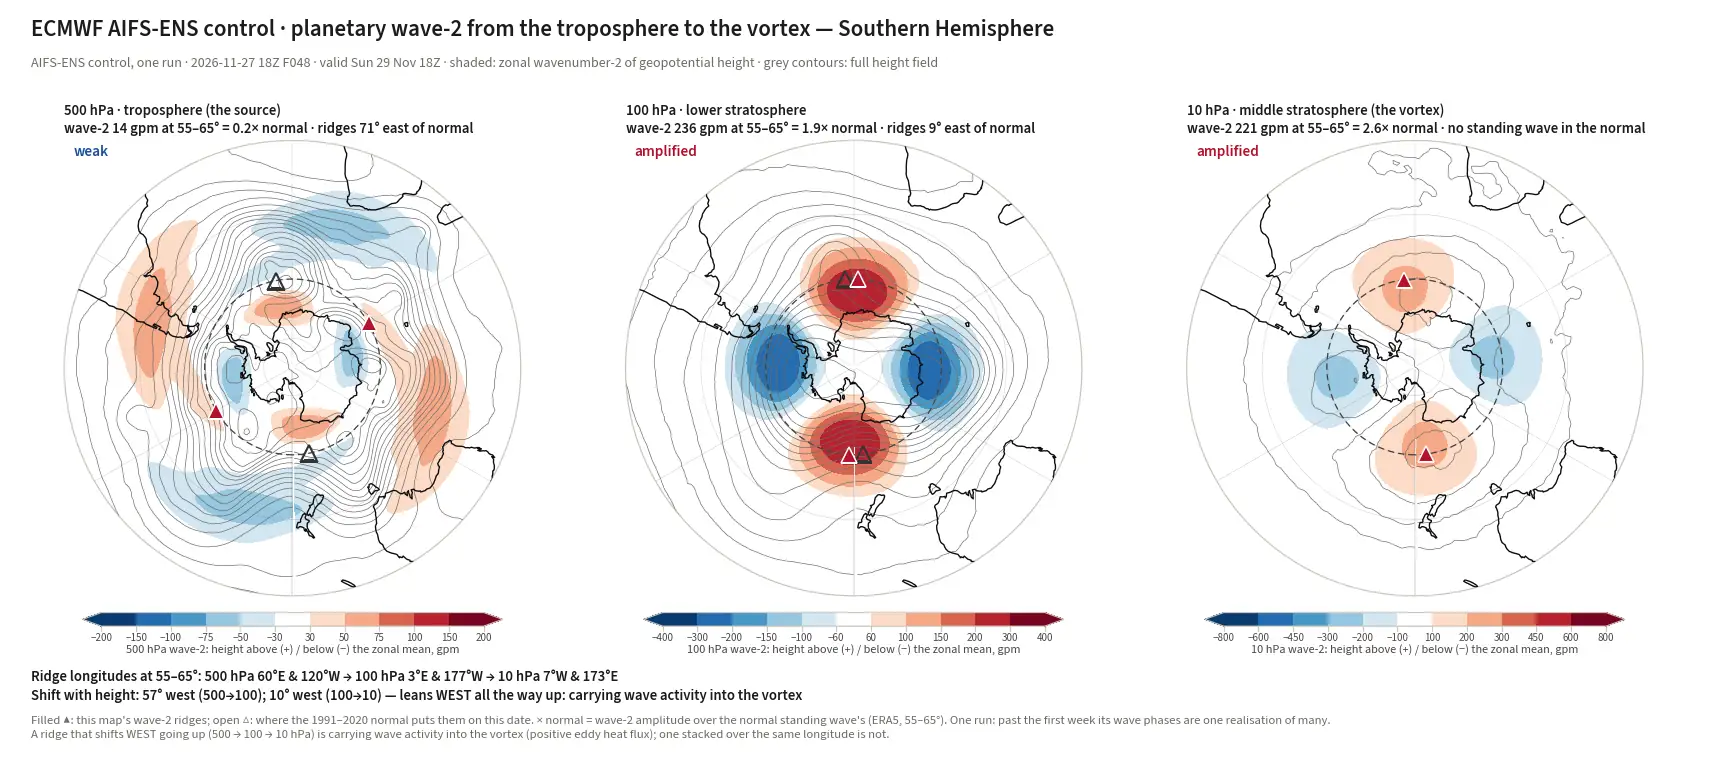 ECMWF AIFS-ENS control · planetary wave-2 from the troposphere to the vortex — Southern Hemisphere
AIFS-ENS control, one run · 2026-11-27 18Z F048 · valid Sun 29 Nov 18Z · shaded: zonal wavenumber-2 of geopotential height · grey contours: full height field
500 hPa · troposphere (the source)
wave-2 14 gpm at 55–65° = 0.2× normal · ridges 71° east of normal
weak
100 hPa · lower stratosphere
wave-2 236 gpm at 55–65° = 1.9× normal · ridges 9° east of normal
amplified
10 hPa · middle stratosphere (the vortex)
wave-2 221 gpm at 55–65° = 2.6× normal · no standing wave in the normal
amplified
−200 −150 −100 −75 −50 −30 30 50 75 100 150 200
500 hPa wave-2: height above (+) / below (−) the zonal mean, gpm
−400 −300 −200 −150 −100 −60 60 100 150 200 300 400
100 hPa wave-2: height above (+) / below (−) the zonal mean, gpm
−800 −600 −450 −300 −200 −100 100 200 300 450 600 800
10 hPa wave-2: height above (+) / below (−) the zonal mean, gpm
Ridge longitudes at 55–65°: 500 hPa 60°E & 120°W → 100 hPa 3°E & 177°W → 10 hPa 7°W & 173°E
Shift with height: 57° west (500→100); 10° west (100→10) — leans WEST all the way up: carrying wave activity into the vortex
Filled ▲: this map's wave-2 ridges; open △: where the 1991–2020 normal puts them on this date. × normal = wave-2 amplitude over the normal standing wave's (ERA5, 55–65°). One run: past the first week its wave phases are one realisation of many.
A ridge that shifts WEST going up (500 → 100 → 10 hPa) is carrying wave activity into the vortex (positive eddy heat flux); one stacked over the same longitude is not.